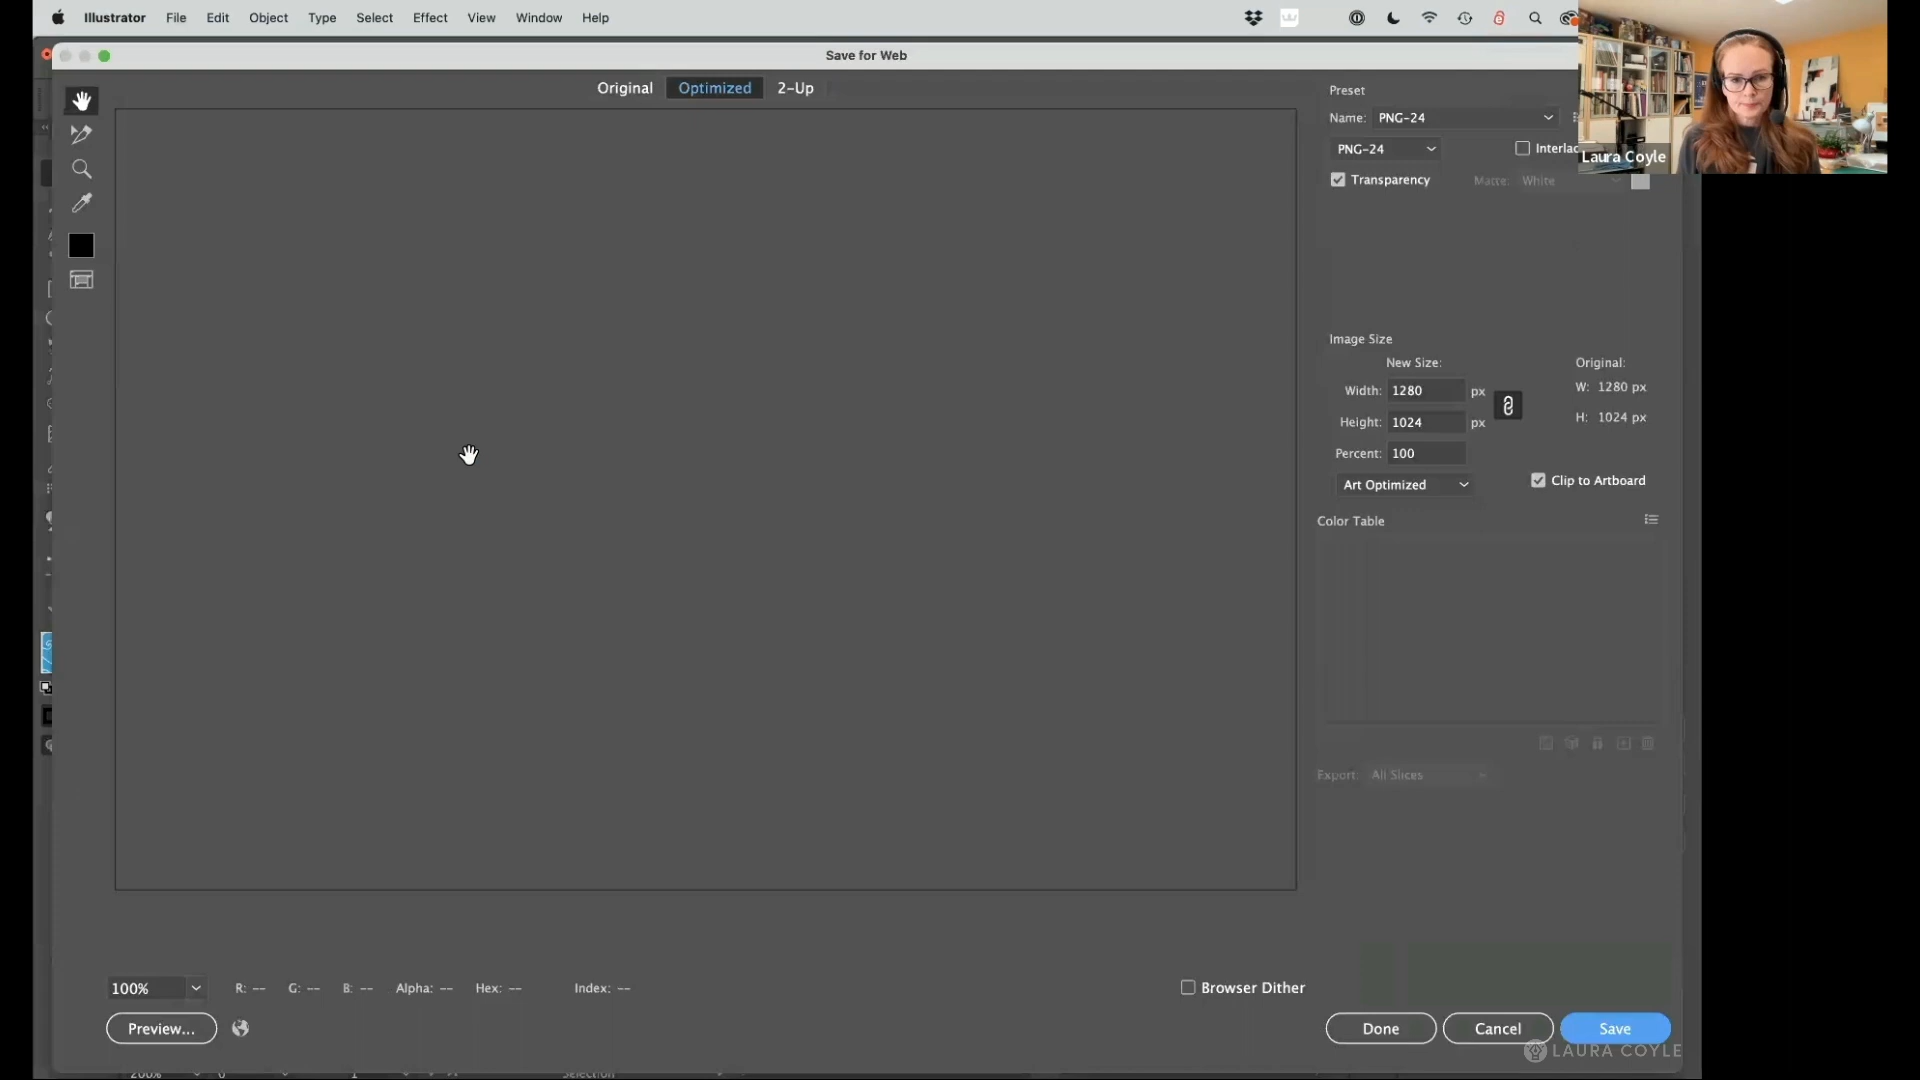 Illustrator File Edit Object Type Select Effect View Window Help
Save for Web
Original Optimized 2-Up
Preset
Name: PNG-24
PNG-24
Interlac
Laura Coyle
Transparency
Matte: White
Image Size
New Size:
Original:
Width: 1280 px
W: 1280 px
Height: 1024 px
H: 1024 px
Percent: 100
Art Optimized
Clip to Artboard
Color Table
Export: All Slices
100% R: -- G: -- B: -- Alpha: -- Hex: -- Index: --
Browser Dither
Preview...
Done Cancel Save
LAURA COYLE
200%
Selection